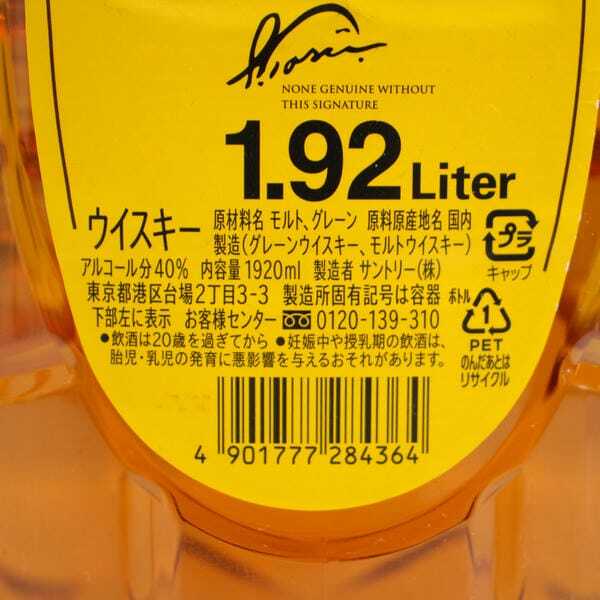 NONE GENUINE WITHOUT
THIS SIGNATURE
1.92 Liter
ウイスキー
原材料名 モルト、グレーン 原料原産地名 国内
製造(グレーンウイスキー、モルトウイスキー)
アルコール分40% 内容量1920ml 製造者 サントリー(株)
東京都港区台場2丁目3-3 製造所固有記号は容器
下部左に表示 お客様センター 0120-139-310
●飲酒は20歳を過ぎてから ●妊娠中や授乳期の飲酒は、
胎児・乳児の発育に悪影響を与えるおそれがあります。
プラ
キャップ
ボトル
1
PET
のんだあとは
リサイクル
4 901777 284364